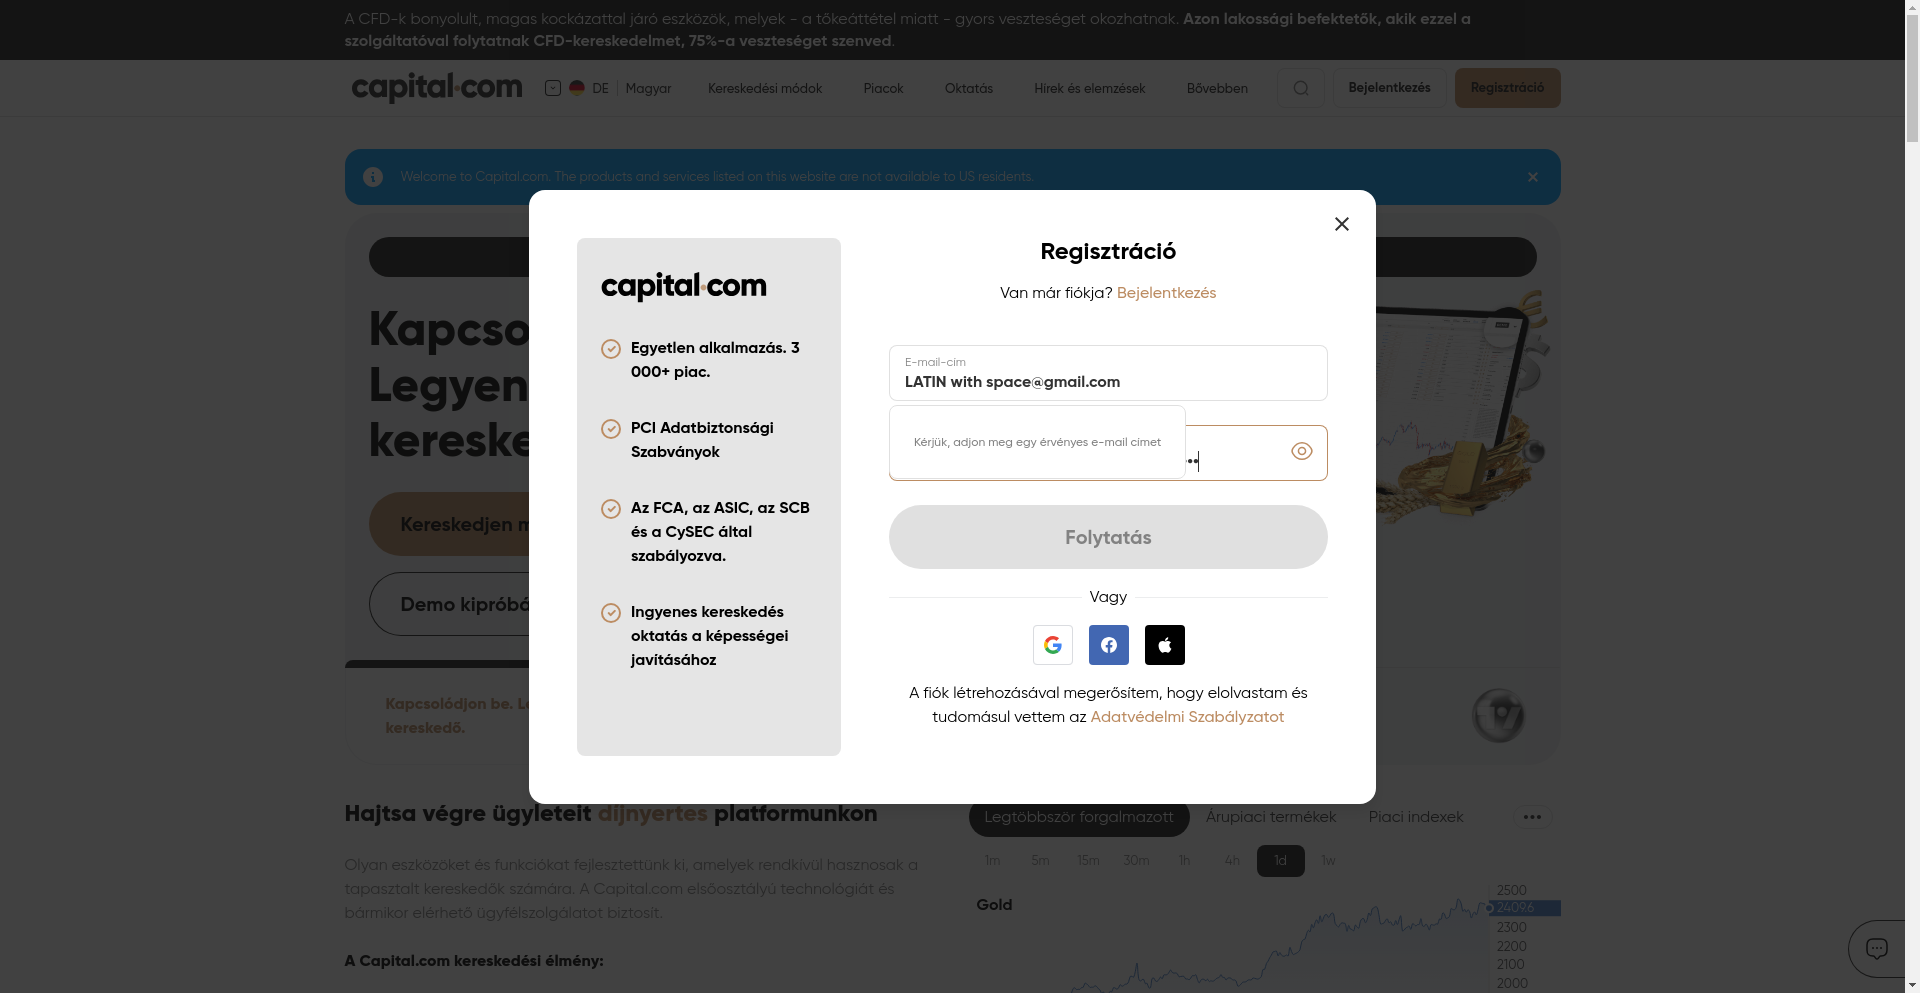 A CFD-k bonyolult, magas kockázattal járó eszközök, melyek - a tőkeáttétel miatt - gyors veszteséget okozhatnak. Azon lakossági befektetők, akik ezzel a
szolgáltatóval folytatnak CFD-kereskedelmet, 75%-a veszteséget szenved.
capital.com
DE
Magyar
Kereskedési módok
Piacok
Oktatás
Hírek és elemzések
Bővebben
Bejelentkezés
Regisztráció
Welcome to Capital.com. The products and services listed on this website are not available to US residents.
Kapcso
Legyen
kereske
Kereskedjen m
Demo kipróbá
Kapcsolódjon be. Le
kereskedő.
capital.com
Egyetlen alkalmazás. 3
000+ piac.
PCI Adatbiztonsági
Szabványok
Az FCA, az ASIC, az SCB
és a CySEC által
szabályozva.
Ingyenes kereskedés
oktatás a képességei
javításához
Regisztráció
Van már fiókja? Bejelentkezés
E-mail-cím
LATIN with space@gmail.com
Kérjük, adjon meg egy érvényes e-mail címet
Folytatás
Vagy
A fiók létrehozásával megerősítem, hogy elolvastam és
tudomásul vettem az Adatvédelmi Szabályzatot
Hajtsa végre ügyleteit díjnyertes platformunkon
Olyan eszközöket és funkciókat fejlesztettünk ki, amelyek rendkívül hasznosak a
tapasztalt kereskedők számára. A Capital.com elsőosztályú technológiát és
bármikor elérhető ügyfélszolgálatot biztosít.
A Capital.com kereskedési élmény:
Legtöbbször forgalmazott
Árupiaci termékek
Piaci indexek
1m
5m
15m
30m
1h
4h
1d
1w
Gold
2500
2409.6
2300
2200
2100
2000